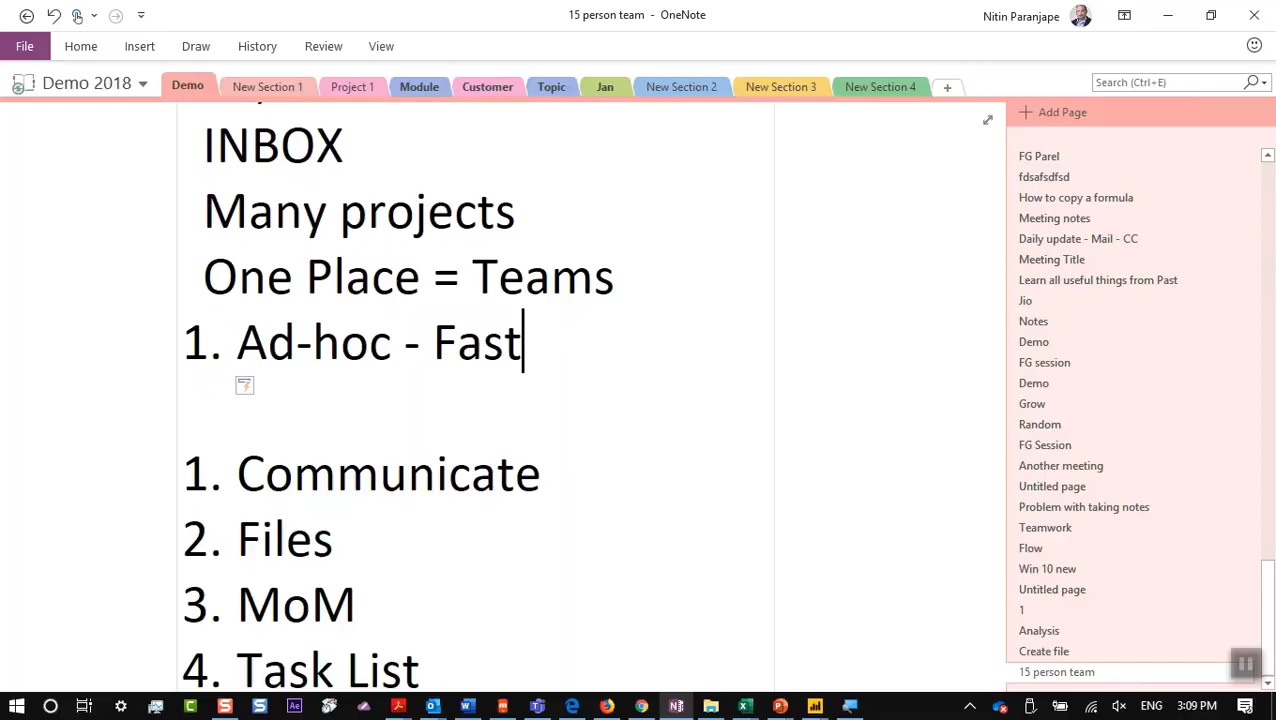 15 person team - OneNote
Nitin Paranjape
File Home Insert Draw History Review View
Demo 2018 Demo New Section 1 Project 1 Module Customer Topic Jan New Section 2 New Section 3 New Section 4 Search (Ctrl+E)
INBOX
Many projects
One Place = Teams
1. Ad-hoc - Fast
1. Communicate
2. Files
3. MoM
4. Task List
Add Page
FG Parel
fdsafsdfsd
How to copy a formula
Meeting notes
Daily update - Mail - CC
Meeting Title
Learn all useful things from Past
Jio
Notes
Demo
FG session
Demo
Grow
Random
FG Session
Another meeting
Untitled page
Problem with taking notes
Teamwork
Flow
Win 10 new
Untitled page
1
Analysis
Create file
15 person team
ENG 3:09 PM